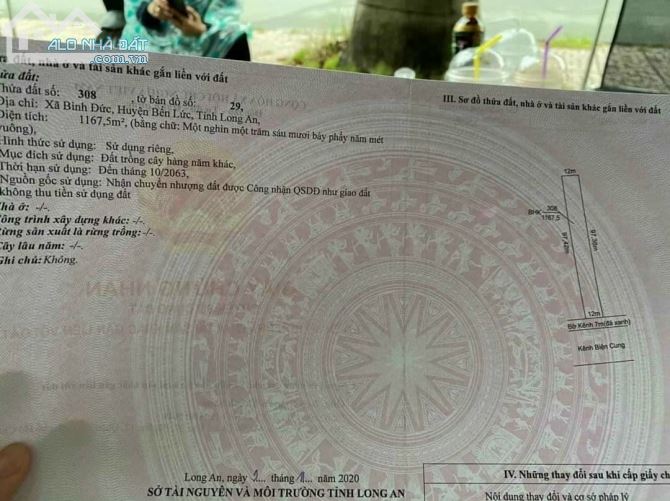 ALO NHÀ ĐẤT
.com.vn
đất, nhà ở và tài sản khác gắn liền với đất
hửa đất:
Thửa đất số: 308 , tờ bản đồ số: 29,
Địa chỉ: Xã Bình Đức, Huyện Bến Lức, Tỉnh Long An,
Diện tích 1167,5m², (bằng chữ: Một nghìn một trăm sáu mươi bảy phẩy năm mét
vuông),
Hình thức sử dụng: Sử dụng riêng,
Mục đích sử dụng: Đất trồng cây hàng năm khác,
Thời hạn sử dụng: Đến tháng 10/2063,
Nguồn gốc sử dụng: Nhận chuyển nhượng đất được Công nhận QSDĐ như giao đất
không thu tiền sử dụng đất
Nhà ở: -/-.
Công trình xây dựng khác: -/-.
Rừng sản xuất là rừng trồng: -/-.
Cây lâu năm: -/-.
Ghi chú: Không.
Long An, ngày tháng năm 2020
SỞ TÀI NGUYÊN VÀ MÔI TRƯỜNG TỈNH LONG AN
III. Sơ đồ thửa đất, nhà ở và tài sản khác gắn liền với đất
12m
308
BHK 1167,5
97.42m
97.36m
12m
Bờ Kênh 7m(đá xanh)
Kênh Biện Cung
IV. Những thay đổi sau khi cấp giấy ch
Nội dung thay đổi và cơ sở pháp lý